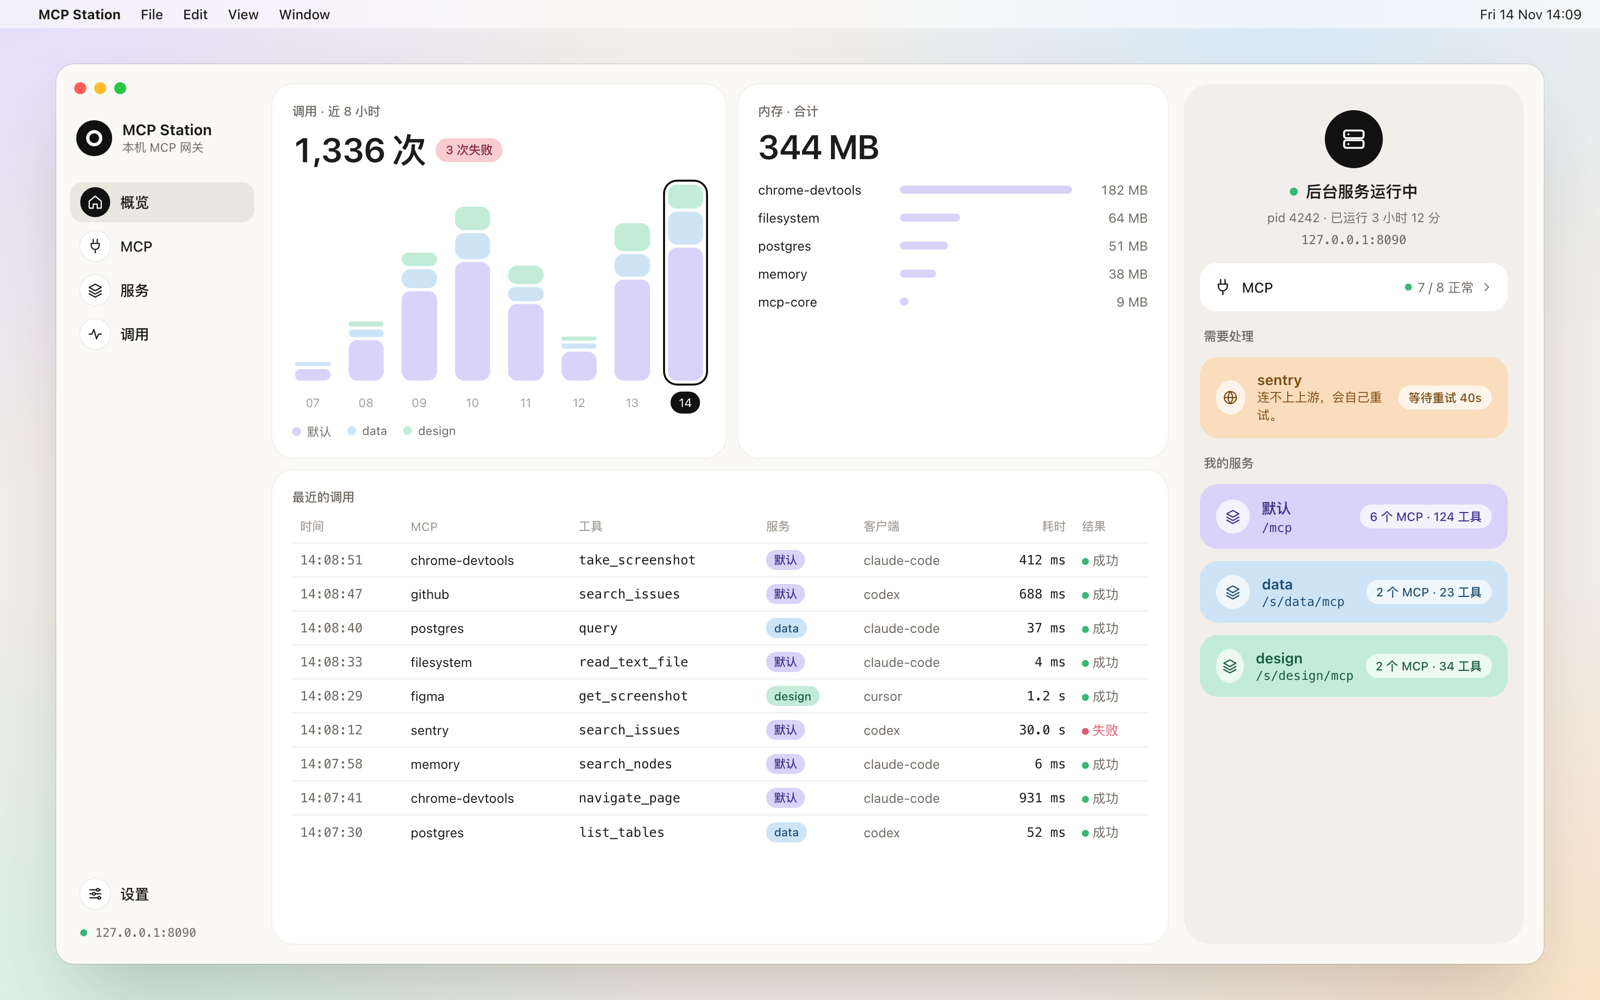 MCP Station File Edit View Window
Fri 14 Nov 14:09
MCP Station
本机 MCP 网关
概览
MCP
服务
调用
设置
127.0.0.1:8090
调用 · 近 8 小时
1,336 次 3 次失败
07 08 09 10 11 12 13 14
默认 data design
内存 · 合计
344 MB
chrome-devtools 182 MB
filesystem 64 MB
postgres 51 MB
memory 38 MB
mcp-core 9 MB
最近的调用
时间 MCP 工具 服务 客户端 耗时 结果
14:08:51 chrome-devtools take_screenshot 默认 claude-code 412 ms 成功
14:08:47 github search_issues 默认 codex 688 ms 成功
14:08:40 postgres query data claude-code 37 ms 成功
14:08:33 filesystem read_text_file 默认 claude-code 4 ms 成功
14:08:29 figma get_screenshot design cursor 1.2 s 成功
14:08:12 sentry search_issues 默认 codex 30.0 s 失败
14:07:58 memory search_nodes 默认 claude-code 6 ms 成功
14:07:41 chrome-devtools navigate_page 默认 claude-code 931 ms 成功
14:07:30 postgres list_tables data codex 52 ms 成功
后台服务运行中
pid 4242 · 已运行 3 小时 12 分
127.0.0.1:8090
MCP 7 / 8 正常
需要处理
sentry
连不上上游，会自己重
试。
等待重试 40s
我的服务
默认
/mcp
6 个 MCP · 124 工具
data
/s/data/mcp
2 个 MCP · 23 工具
design
/s/design/mcp
2 个 MCP · 34 工具